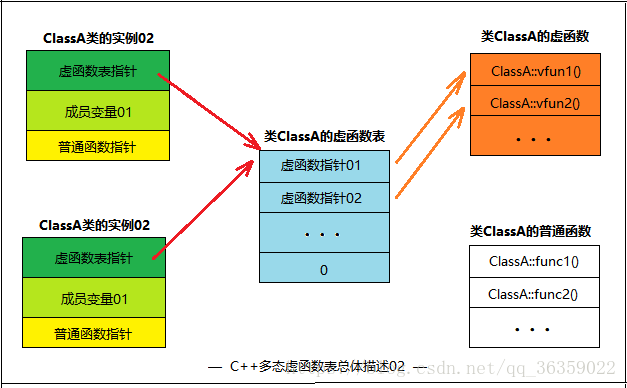 ClassA类的实例02
虚函数表指针
成员变量01
普通函数指针
ClassA类的实例02
虚函数表指针
成员变量01
普通函数指针
类ClassA的虚函数表
虚函数指针01
虚函数指针02
• • •
0
类ClassA的虚函数
ClassA::vfun1()
ClassA::vfun2()
• • •
类ClassA的普通函数
ClassA::func1()
ClassA::func2()
• • •
— C++多态虚函数表总体描述02 —
csdn.net/qq_36359022